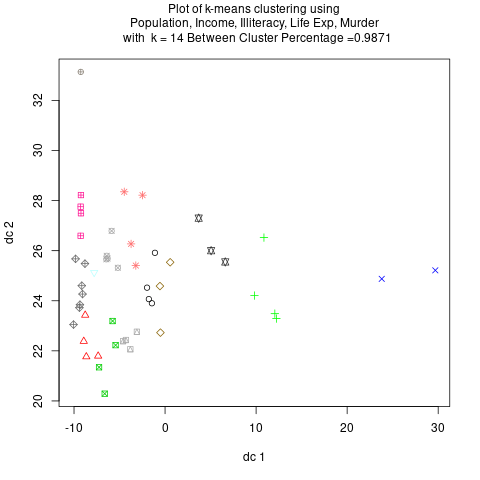 Plot of k-means clustering using
Population, Income, Illiteracy, Life Exp, Murder
with k = 14 Between Cluster Percentage =0.9871
dc 2
32
30
28
26
24
22
20
-10 0 10 20 30
dc 1